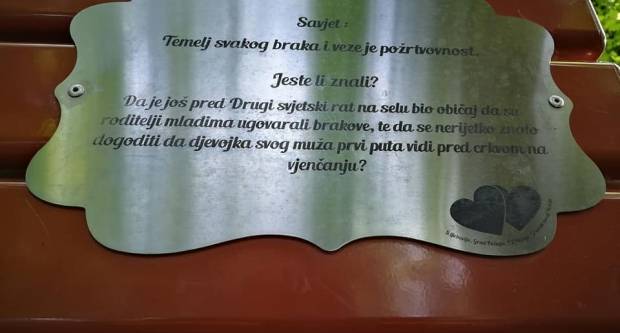 Savjet :
Temelj svakog braka i veze je požrtvovnost.
Jeste li znali?
Da je još pred Drugi svjetski rat na selu bio običaj da su
roditelji mladima ugovarali brakove, te da se nerijetko znalo
dogoditi da djevojka svog muža prvi puta vidi pred crkvom na
vjenčanju?